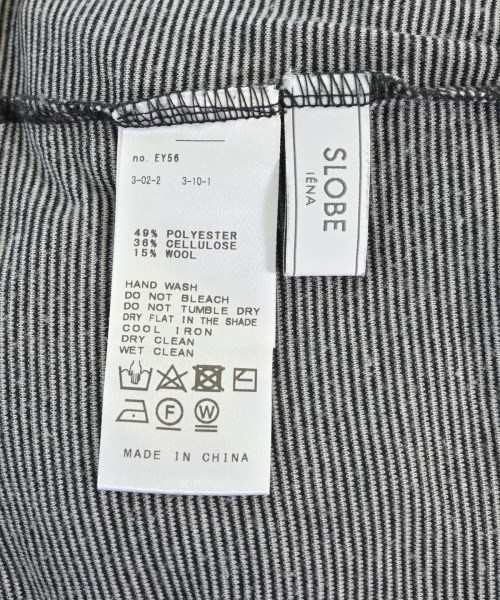 no. EY56
3-02-2 3-10-1
49% POLYESTER
36% CELLULOSE
15% WOOL
HAND WASH
DO NOT BLEACH
DO NOT TUMBLE DRY
DRY FLAT IN THE SHADE
COOL IRON
DRY CLEAN
WET CLEAN
F W
MADE IN CHINA
SLOBE
IÉNA